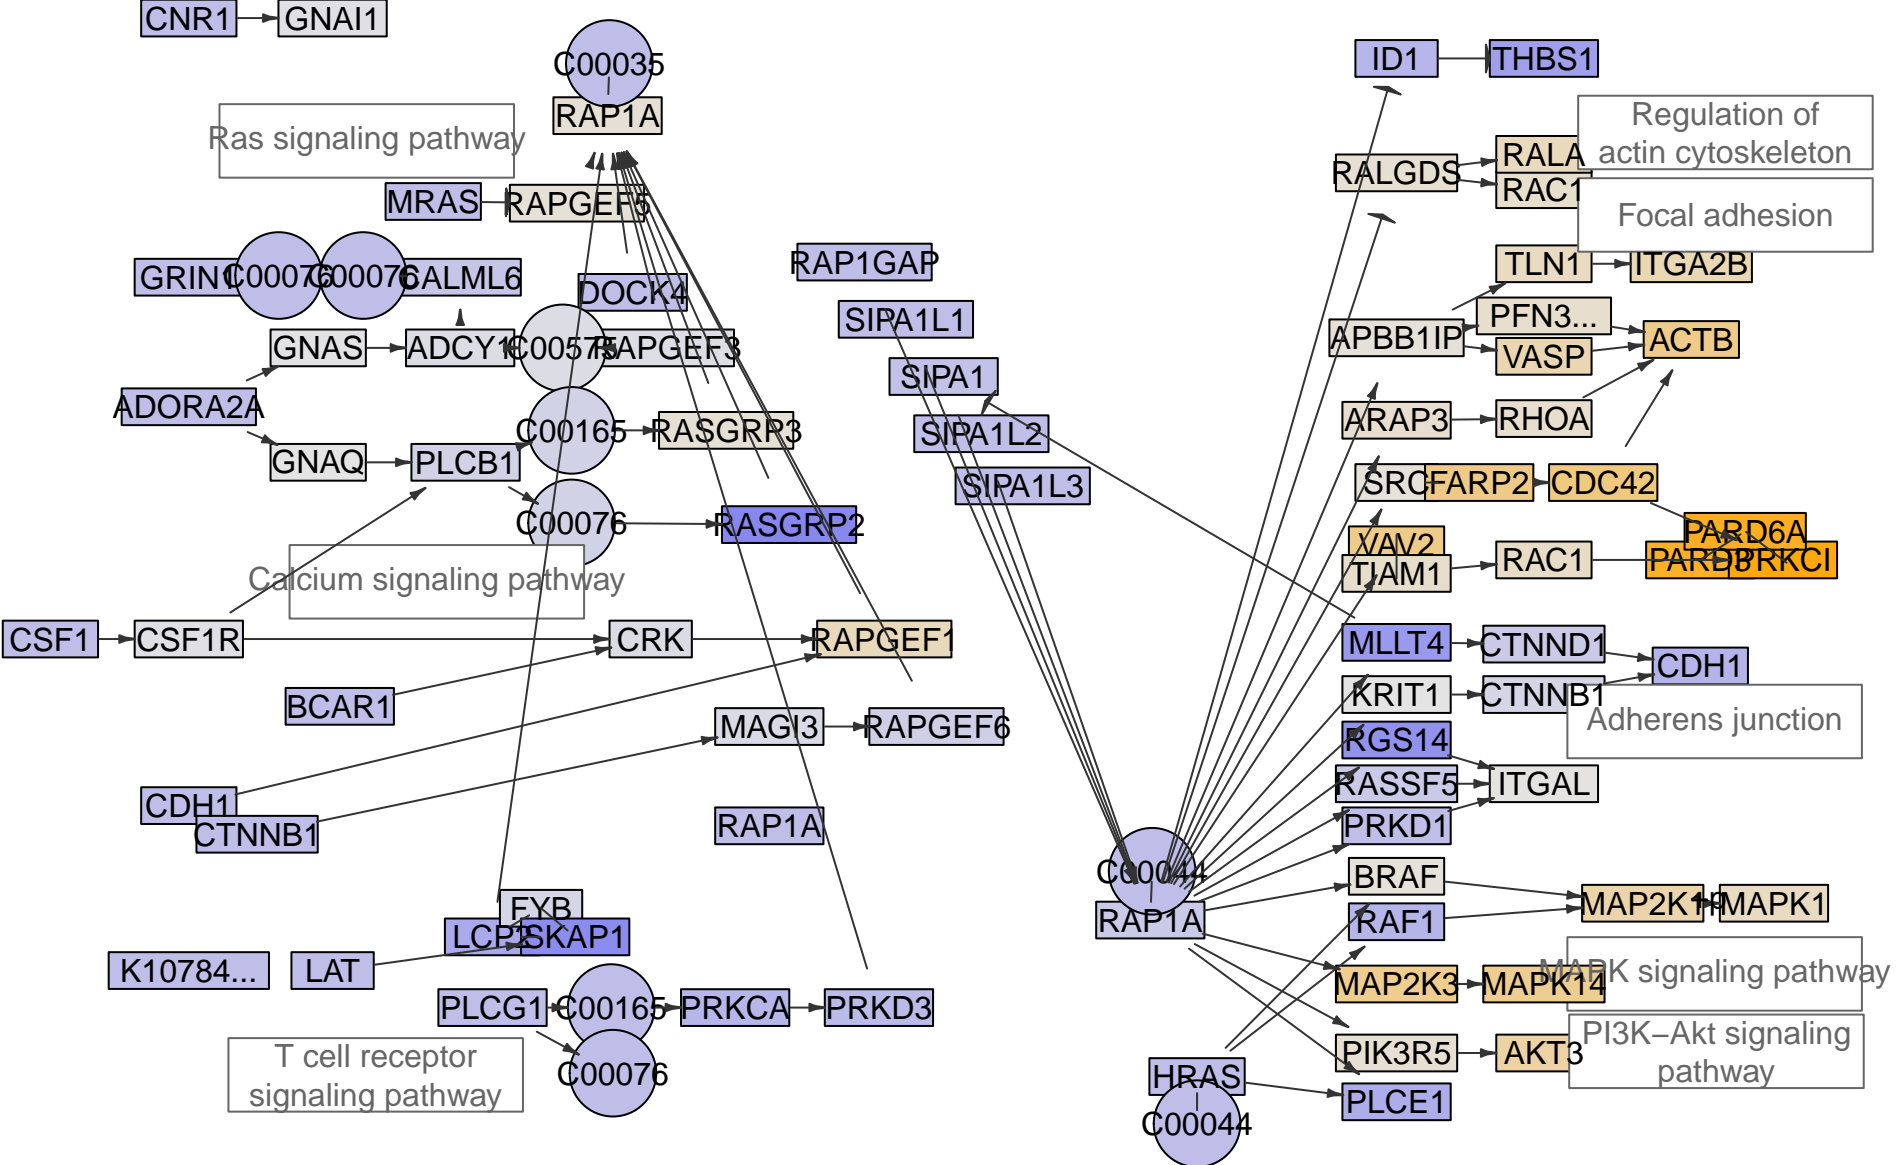 CNR1
GNAI1
C00035
RAP1A
Ras signaling pathway
MRAS
RAPGEF5
GRIN1
C00076
C00076
CALML6
DOCK4
GNAS
ADCY1
C00575
RAPGEF3
ADORA2A
GNAQ
PLCB1
C00165
RASGRP3
C00076
RASGRP2
Calcium signaling pathway
CSF1
CSF1R
CRK
RAPGEF1
BCAR1
MAGI3
RAPGEF6
CDH1
CTNNB1
RAP1A
FYB
LCP2
SKAP1
K10784...
LAT
PLCG1
C00165
PRKCA
PRKD3
T cell receptor
signaling pathway
C00076
RAP1GAP
SIPA1L1
SIPA1
SIPA1L2
SIPA1L3
C00044
RAP1A
HRAS
C00044
ID1
THBS1
Regulation of
actin cytoskeleton
RALGDS
RALA
RAC1
Focal adhesion
TLN1
ITGA2B
APBB1IP
PFN3...
VASP
ACTB
ARAP3
RHOA
SRC
FARP2
CDC42
VAV2
TIAM1
RAC1
PARD6A
PARD3
PRKCI
MLLT4
CTNND1
CDH1
KRIT1
CTNNB1
Adherens junction
RGS14
RASSF5
ITGAL
PRKD1
BRAF
RAF1
MAP2K1
+p
MAPK1
MAP2K3
MAPK14
MAPK signaling pathway
PIK3R5
AKT3
PI3K−Akt signaling
pathway
PLCE1